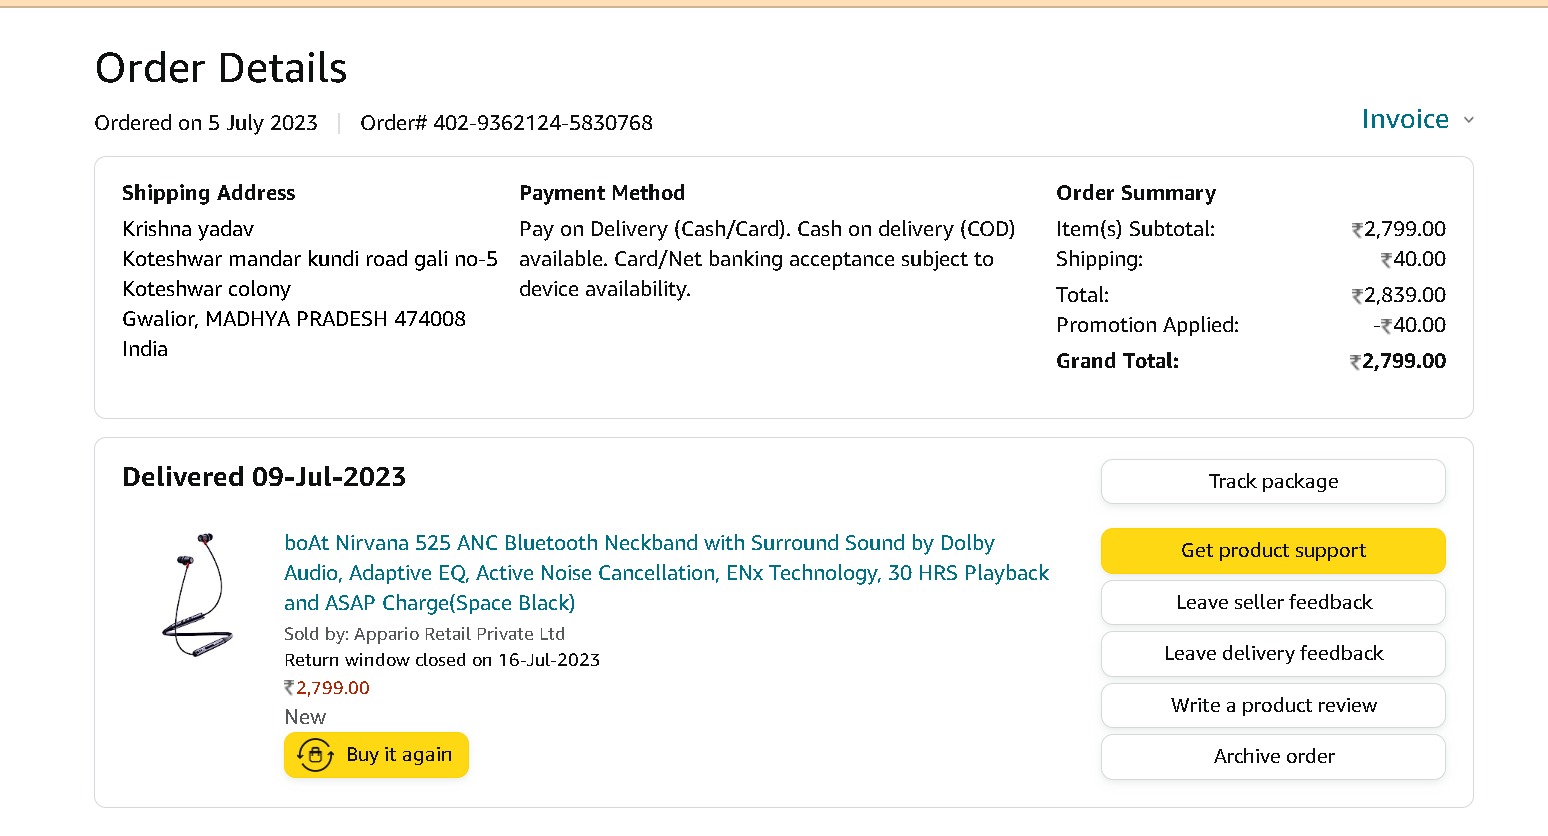 Order Details
Ordered on 5 July 2023 | Order# 402-9362124-5830768
Invoice
Shipping Address
Krishna yadav
Koteshwar mandar kundi road gali no-5
Koteshwar colony
Gwalior, MADHYA PRADESH 474008
India
Payment Method
Pay on Delivery (Cash/Card). Cash on delivery (COD)
available. Card/Net banking acceptance subject to
device availability.
Order Summary
Item(s) Subtotal: ₹2,799.00
Shipping: ₹40.00
Total: ₹2,839.00
Promotion Applied: -₹40.00
Grand Total: ₹2,799.00
Delivered 09-Jul-2023
boAt Nirvana 525 ANC Bluetooth Neckband with Surround Sound by Dolby
Audio, Adaptive EQ, Active Noise Cancellation, ENx Technology, 30 HRS Playback
and ASAP Charge(Space Black)
Sold by: Appario Retail Private Ltd
Return window closed on 16-Jul-2023
₹2,799.00
New
Buy it again
Track package
Get product support
Leave seller feedback
Leave delivery feedback
Write a product review
Archive order